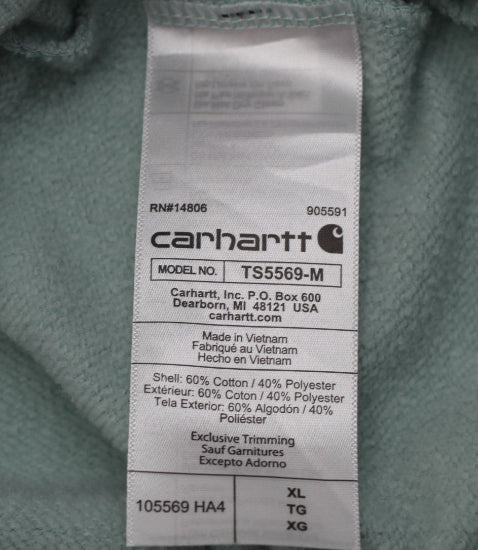 RN#14806 905591
carhartt
MODEL NO. TS5569-M
Carhartt, Inc. P.O. Box 600
Dearborn, MI 48121 USA
carhartt.com
Made in Vietnam
Fabriqué au Vietnam
Hecho en Vietnam
Shell: 60% Cotton / 40% Polyester
Extérieur: 60% Coton / 40% Polyester
Tela Exterior: 60% Algodón / 40%
Poliéster
Exclusive Trimming
Sauf Garnitures
Excepto Adorno
105569 HA4
XL
TG
XG